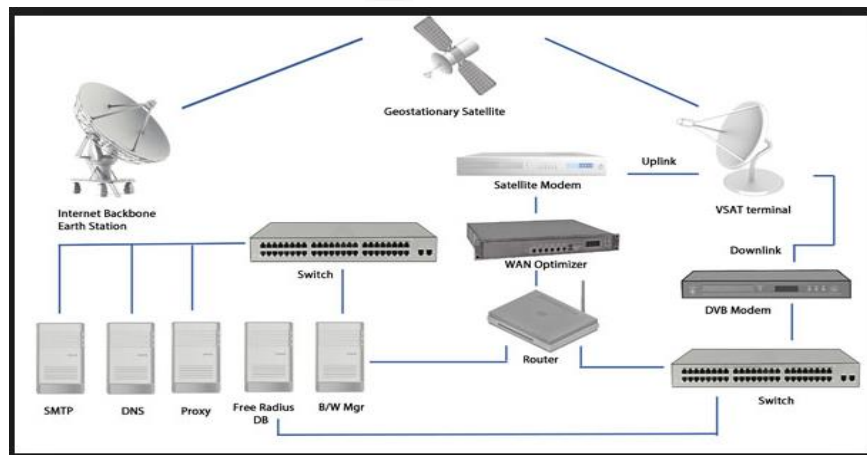 Geostationary Satellite
Uplink
Satellite Modem
Internet Backbone
Earth Station
VSAT terminal
Downlink
WAN Optimizer
Switch
DVB Modem
Router
Switch
SMTP
DNS
Proxy
Free Radius
DB
B/W Mgr